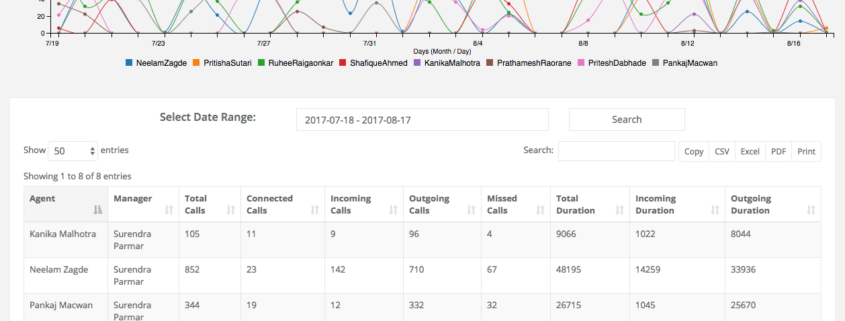 20
0
7/19 7/23 7/27 7/31 8/4 8/8 8/12 8/16
Days (Month / Day)
NeelamZagde PritishaSutari RuheeRaigaonkar ShafiqueAhmed KanikaMalhotra PrathameshRaorane PriteshDabhade PankajMacwan
Select Date Range: 2017-07-18 - 2017-08-17 Search
Show 50 entries Search: Copy CSV Excel PDF Print
Showing 1 to 8 of 8 entries
Agent Manager Total Connected Incoming Outgoing Missed Total Incoming Outgoing
Calls Calls Calls Calls Calls Duration Duration Duration
Kanika Malhotra Surendra 105 11 9 96 4 9066 1022 8044
Parmar
Neelam Zagde Surendra 852 23 142 710 67 48195 14259 33936
Parmar
Pankaj Macwan Surendra 344 19 12 332 32 26715 1045 25670
Parmar